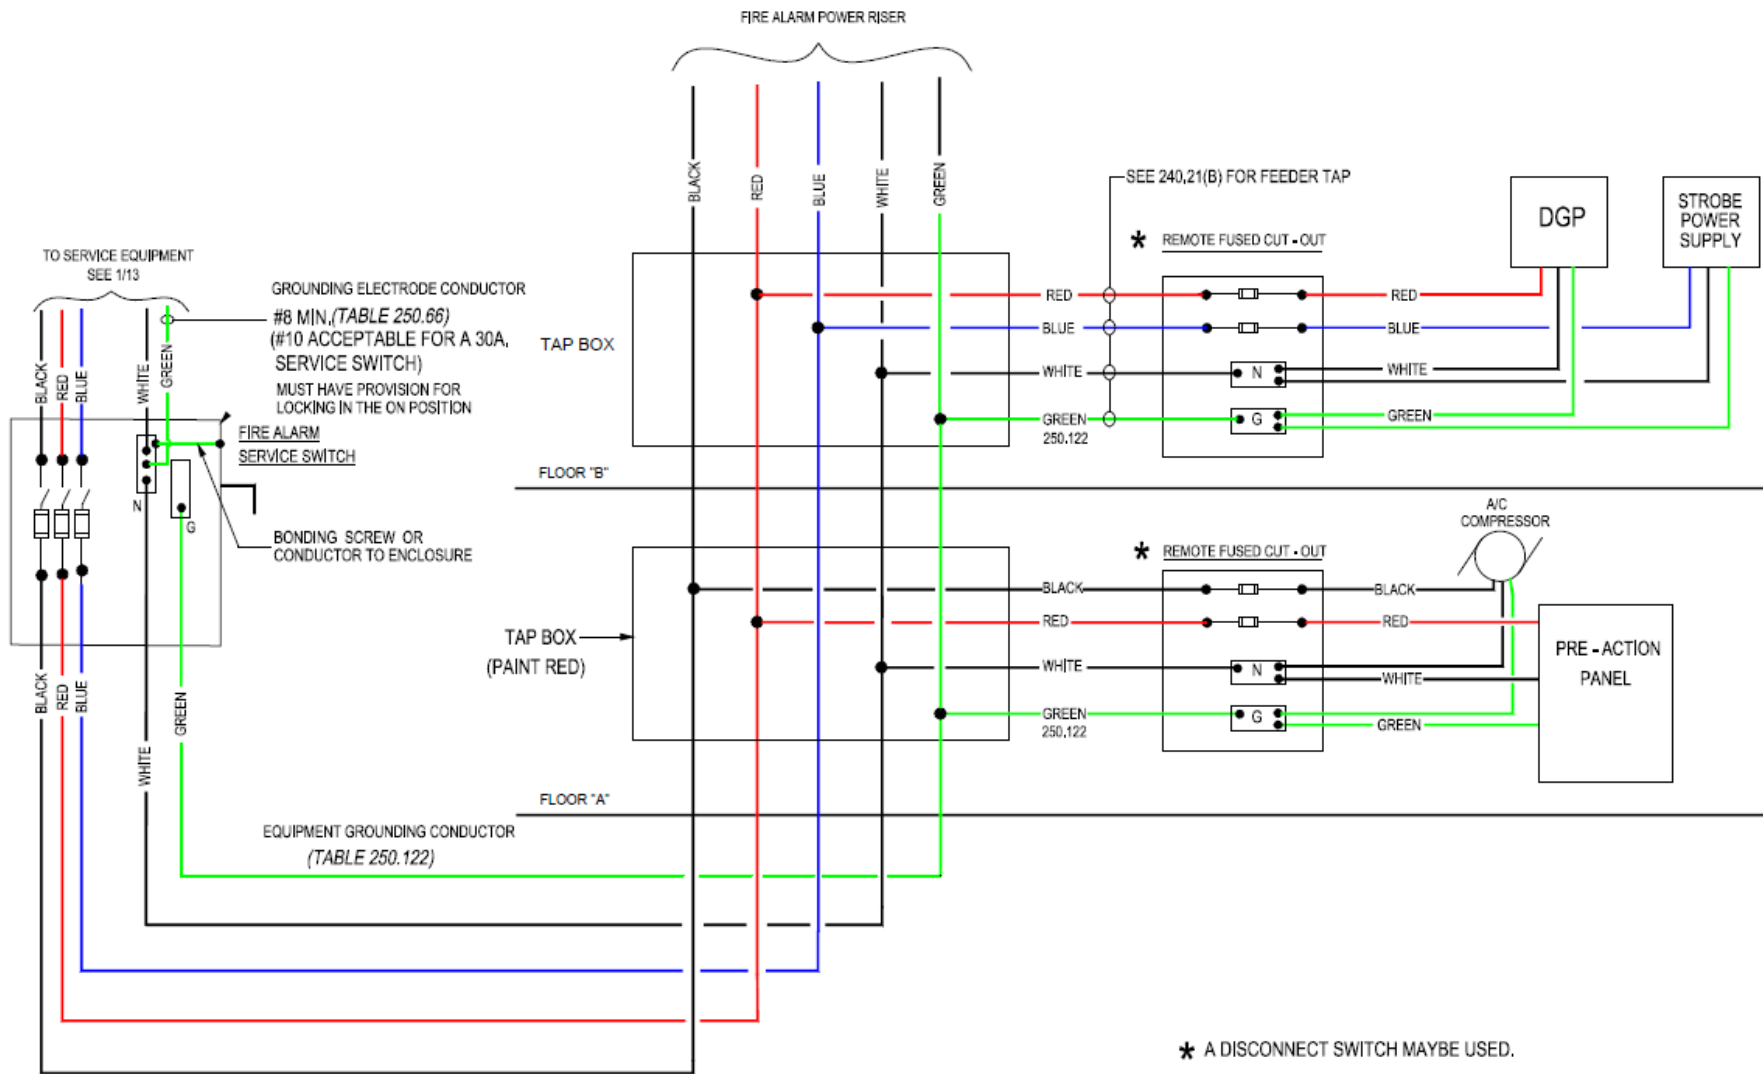 FIRE ALARM POWER RISER
BLACK
RED
BLUE
WHITE
GREEN
SEE 240,21(B) FOR FEEDER TAP
DGP
STROBE
POWER
SUPPLY
* REMOTE FUSED CUT - OUT
TO SERVICE EQUIPMENT
SEE 1/13
GROUNDING ELECTRODE CONDUCTOR
#8 MIN,(TABLE 250.66)
(#10 ACCEPTABLE FOR A 30A,
SERVICE SWITCH)
MUST HAVE PROVISION FOR
LOCKING IN THE ON POSITION
BLACK
RED
BLUE
WHITE
GREEN
FIRE ALARM
SERVICE SWITCH
N
G
BONDING SCREW OR
CONDUCTOR TO ENCLOSURE
TAP BOX
RED
RED
BLUE
BLUE
WHITE
N
WHITE
GREEN
250.122
G
GREEN
FLOOR "B"
A/C
COMPRESSOR
* REMOTE FUSED CUT - OUT
BLACK
BLACK
RED
RED
TAP BOX
(PAINT RED)
WHITE
N
WHITE
PRE - ACTION
PANEL
GREEN
250.122
G
GREEN
BLACK
RED
BLUE
WHITE
GREEN
FLOOR "A"
EQUIPMENT GROUNDING CONDUCTOR
(TABLE 250.122)
* A DISCONNECT SWITCH MAYBE USED.